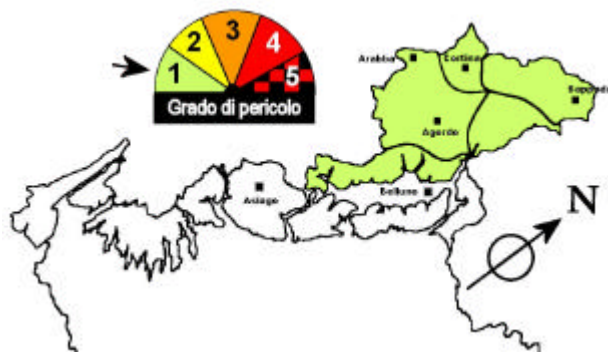 1
2
3
4
5
Grado di pericolo
Arabba
Cortina
Sappada
Agordo
Belluno
Asiago
N